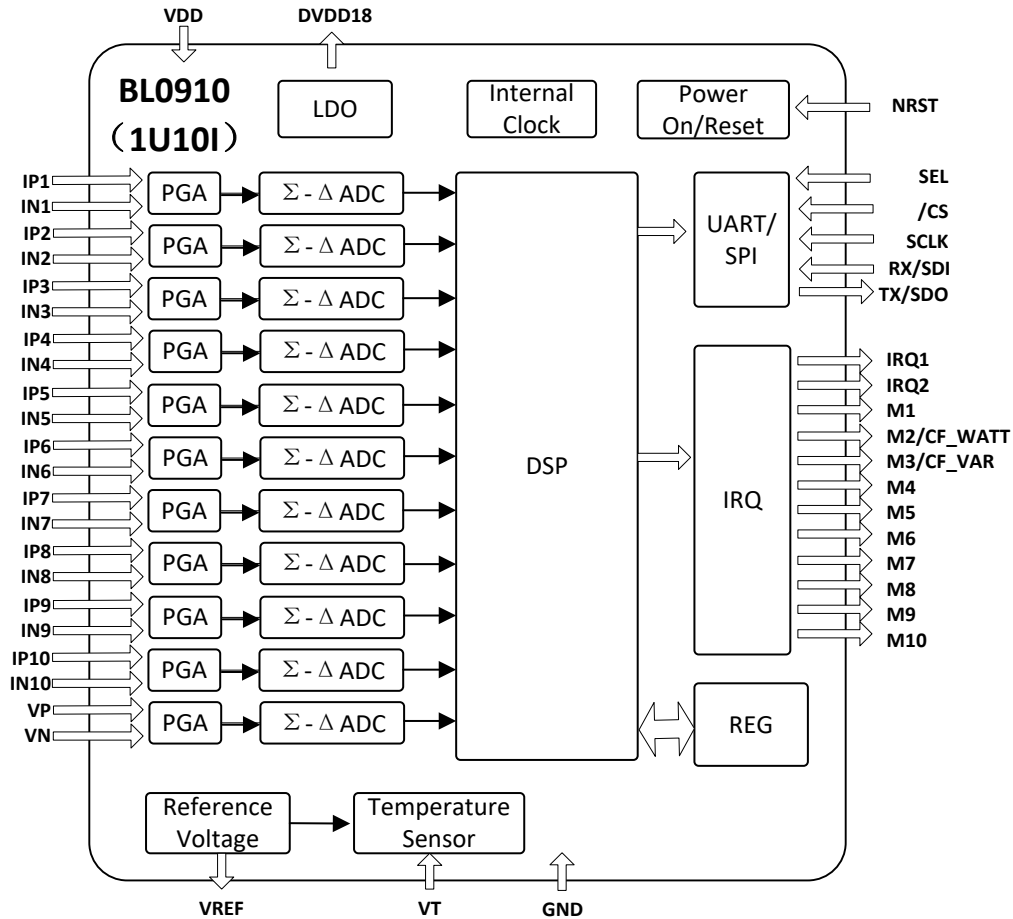 VDD
DVDD18
BL0910
（1U10I）
LDO
Internal
Clock
Power
On/Reset
NRST
IP1
IN1
PGA
Σ - Δ ADC
IP2
IN2
PGA
Σ - Δ ADC
IP3
IN3
PGA
Σ - Δ ADC
IP4
IN4
PGA
Σ - Δ ADC
IP5
IN5
PGA
Σ - Δ ADC
IP6
IN6
PGA
Σ - Δ ADC
IP7
IN7
PGA
Σ - Δ ADC
IP8
IN8
PGA
Σ - Δ ADC
IP9
IN9
PGA
Σ - Δ ADC
IP10
IN10
PGA
Σ - Δ ADC
VP
VN
PGA
Σ - Δ ADC
DSP
UART/
SPI
SEL
/CS
SCLK
RX/SDI
TX/SDO
IRQ
IRQ1
IRQ2
M1
M2/CF_WATT
M3/CF_VAR
M4
M5
M6
M7
M8
M9
M10
REG
Reference
Voltage
Temperature
Sensor
VREF
VT
GND